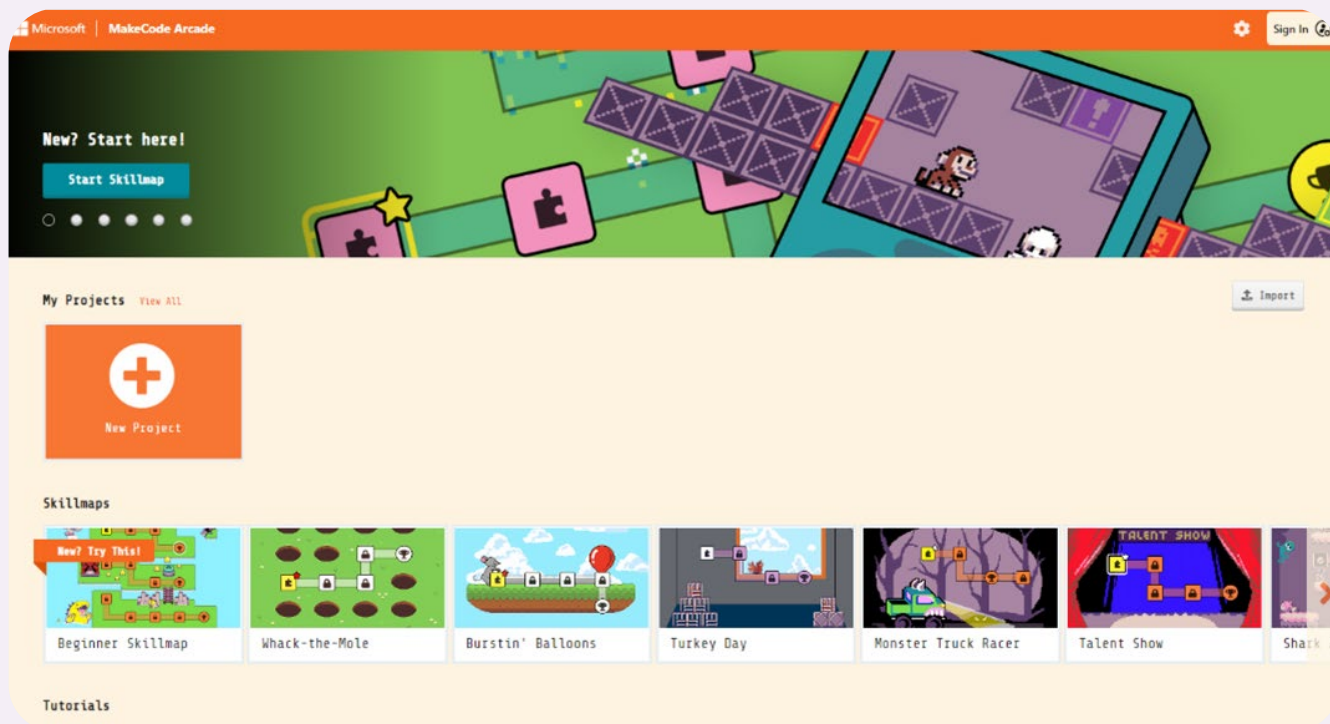 Microsoft | MakeCode Arcade
Sign In
New? Start here!
Start Skillmap
My Projects View All
Import
New Project
Skillmaps
New? Try This!
TALENT SHOW
Beginner Skillmap
Whack-the-Mole
Burstin' Balloons
Turkey Day
Monster Truck Racer
Talent Show
Shark
Tutorials